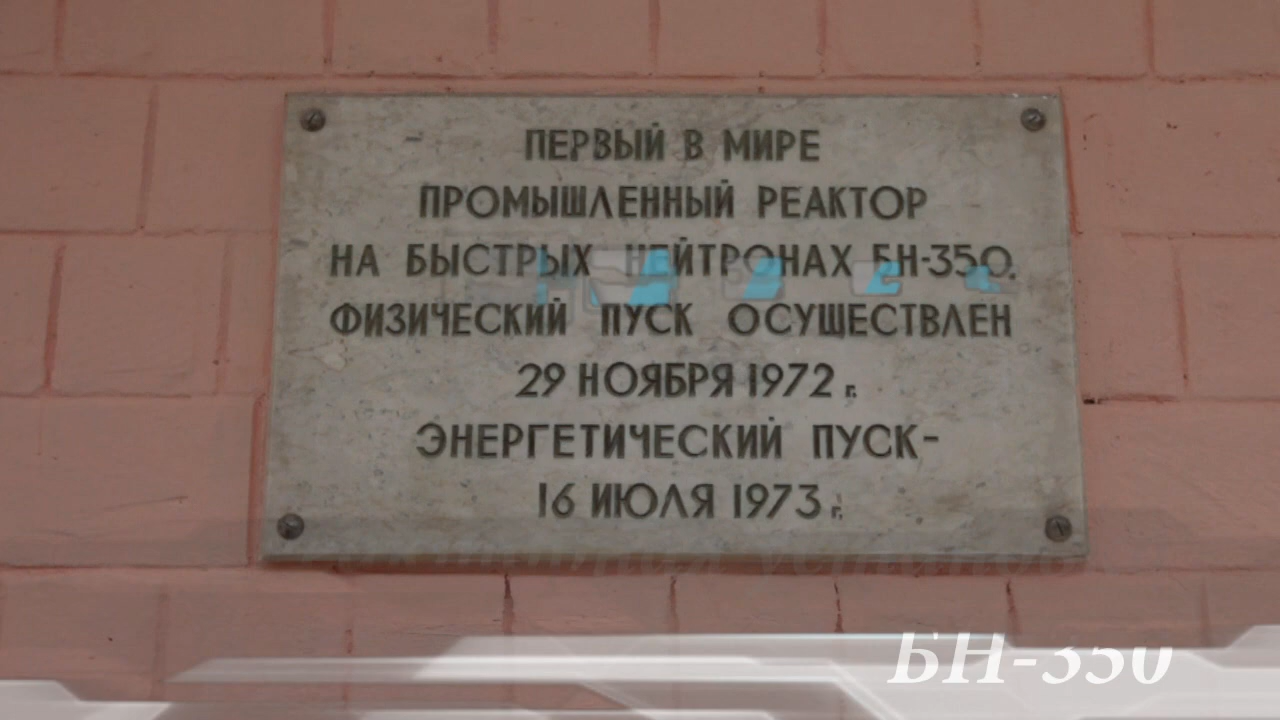 ПЕРВЫЙ В МИРЕ
ПРОМЫШЛЕННЫЙ РЕАКТОР
НА БЫСТРЫХ НЕЙТРОНАХ БН-350.
ФИЗИЧЕСКИЙ ПУСК ОСУЩЕСТВЛЕН
29 НОЯБРЯ 1972 г.
ЭНЕРГЕТИЧЕСКИЙ ПУСК-
16 ИЮЛЯ 1973 г.
БН-350